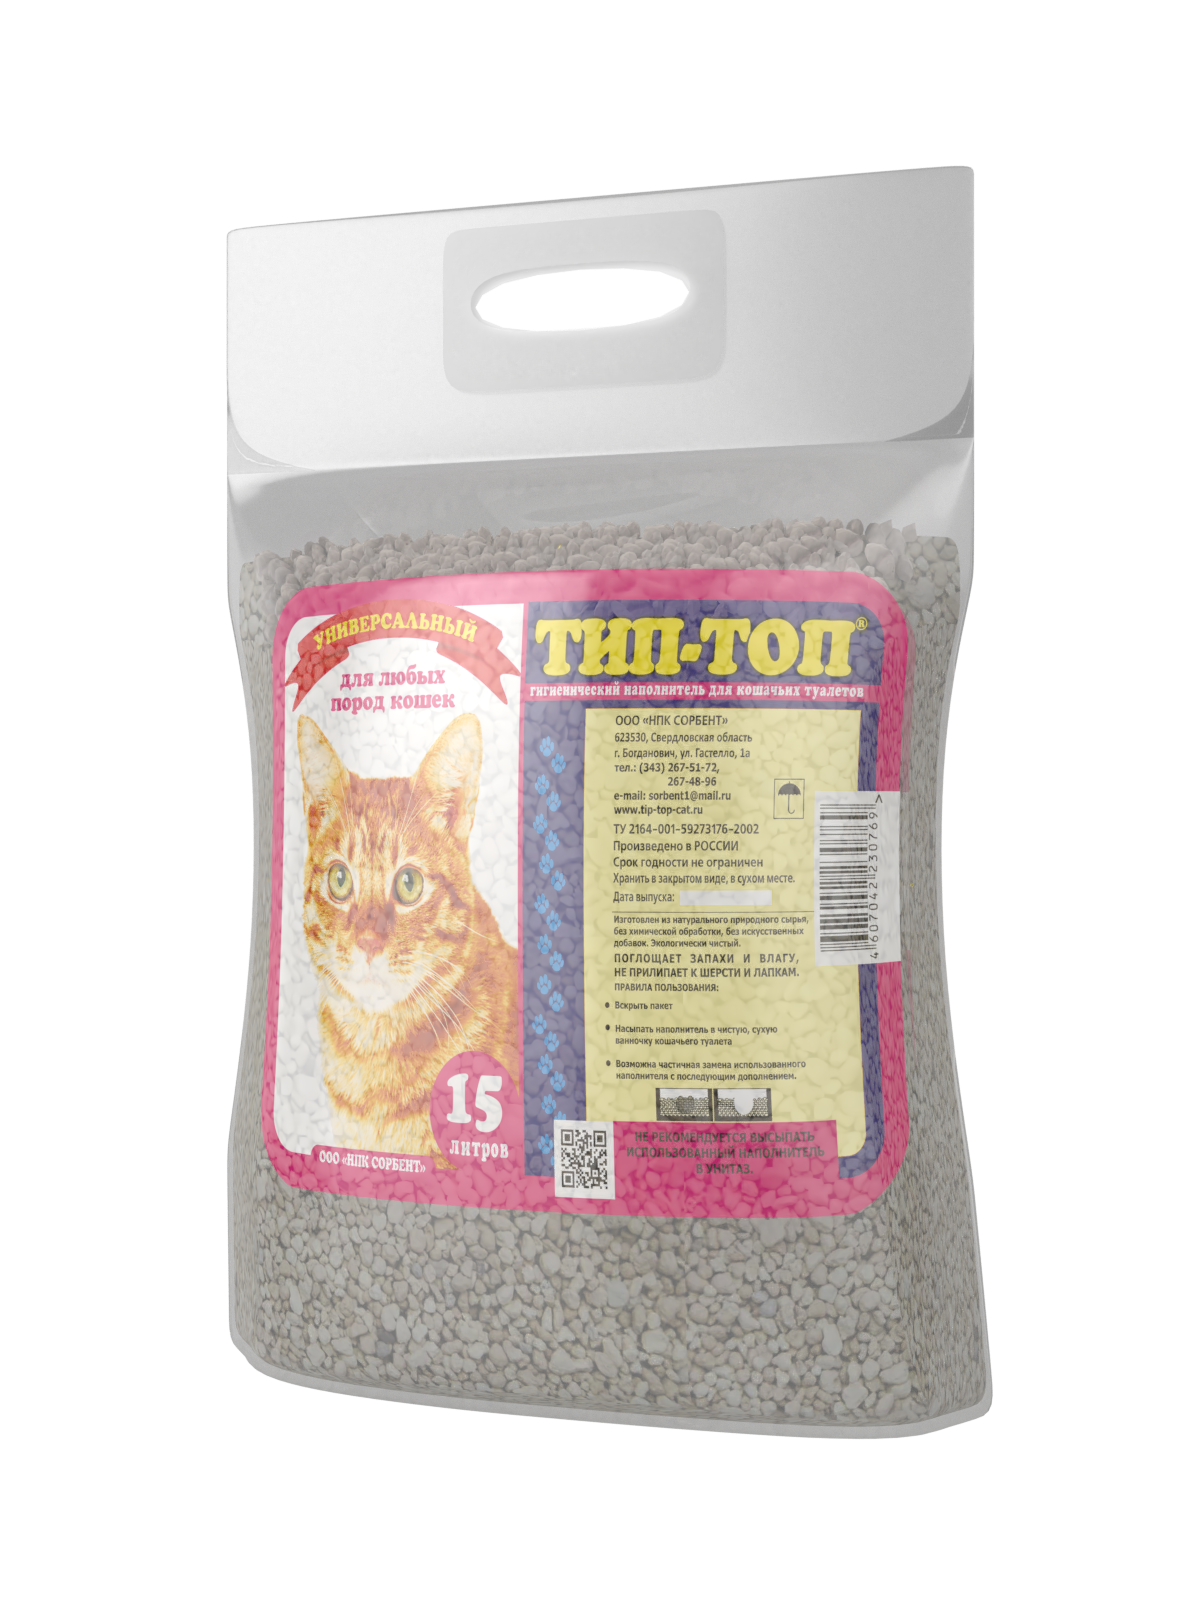 УНИВЕРСАЛЬНЫЙ
для любых
пород кошек
15
литров
ООО «НПК СОРБЕНТ»
ТИП-ТОП®
гигиенический наполнитель для кошачьих туалетов
ООО «НПК СОРБЕНТ»
623530, Свердловская область
г. Богданович, ул. Гастелло, 1а
тел.: (343) 267-51-72,
267-48-96
e-mail: sorbent1@mail.ru
www.tip-top-cat.ru
ТУ 2164-001-59273176-2002
Произведено в РОССИИ
Срок годности не ограничен
Хранить в закрытом виде, в сухом месте.
Дата выпуска:
Изготовлен из натурального природного сырья,
без химической обработки, без искусственных
добавок. Экологически чистый.
ПОГЛОЩАЕТ ЗАПАХИ И ВЛАГУ,
НЕ ПРИЛИПАЕТ К ШЕРСТИ И ЛАПКАМ.
ПРАВИЛА ПОЛЬЗОВАНИЯ:
• Вскрыть пакет
• Насыпать наполнитель в чистую, сухую
ванночку кошачьего туалета
• Возможна частичная замена использованного
наполнителя с последующим дополнением.
НЕ РЕКОМЕНДУЕТСЯ ВЫСЫПАТЬ
ИСПОЛЬЗОВАННЫЙ НАПОЛНИТЕЛЬ
В УНИТАЗ.
4 607042 230769 >